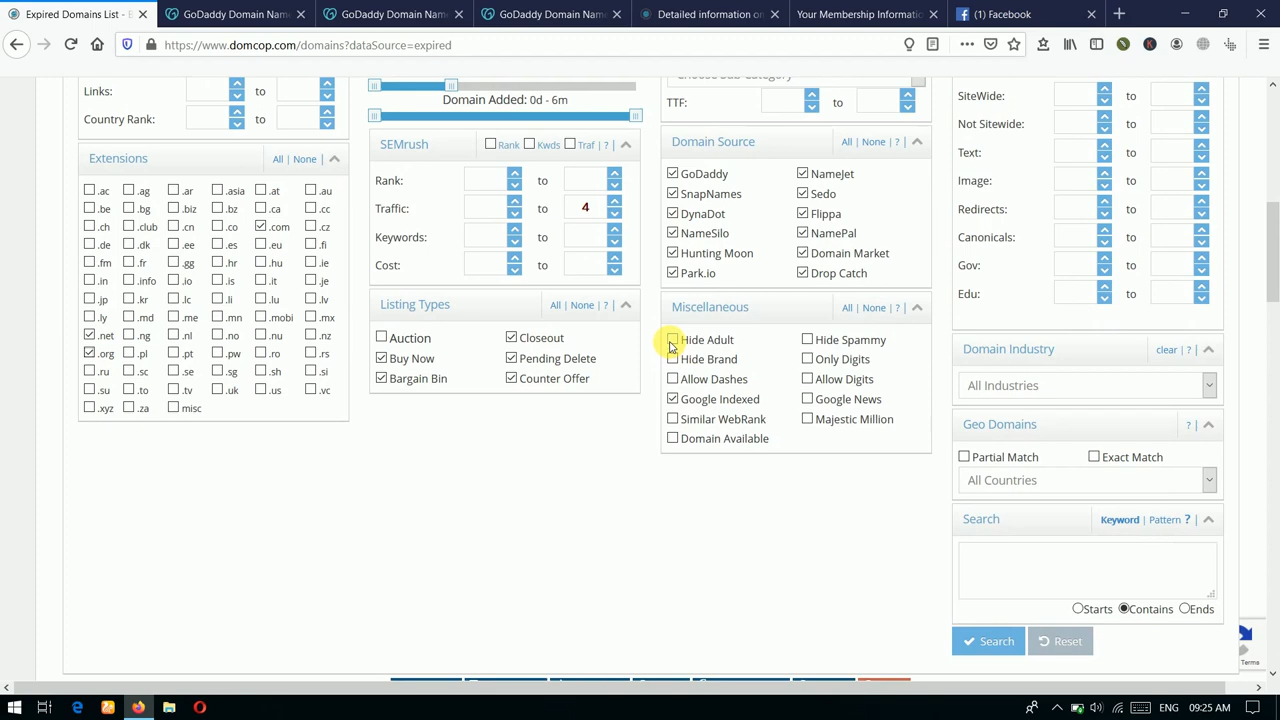 Expired Domains List - B
GoDaddy Domain Name
GoDaddy Domain Name
GoDaddy Domain Name
Detailed information on
Your Membership Informatio
(1) Facebook
https://www.domcop.com/domains?dataSource=expired
Links: to
Country Rank: to
Extensions All | None |
.ac .ag .ar .asia .at .au
.be .bg .biz .bz .ca .cc
.ch .club .cn .co .com .cz
.de .dk .ee .es .eu .fi
.fm .fr .gg .hr .hu .ie
.in .info .io .is .it .je
.jp .kr .lc .li .lu .lv
.ly .md .me .mn .mobi .mx
.net .ng .nl .no .nu .nz
.org .pl .pt .pw .ro .rs
.ru .sc .se .sg .sh .si
.su .to .tv .uk .us .vc
.xyz .za misc
Domain Added: 0d - 6m
SEMrush Rank Kwds Traf | ? |
Rank: to
Traffic: to 4
Keywords: to
Cost: to
Listing Types All | None | ? |
Auction Closeout
Buy Now Pending Delete
Bargain Bin Counter Offer
Choose Sub-Category
TTF: to
Domain Source All | None | ? |
GoDaddy NameJet
SnapNames Sedo
DynaDot Flippa
NameSilo NamePal
Hunting Moon Domain Market
Park.io Drop Catch
Miscellaneous All | None | ? |
Hide Adult Hide Spammy
Hide Brand Only Digits
Allow Dashes Allow Digits
Google Indexed Google News
Similar WebRank Majestic Million
Domain Available
SiteWide: to
Not Sitewide: to
Text: to
Image: to
Redirects: to
Canonicals: to
Gov: to
Edu: to
Domain Industry clear | ? |
All Industries
Geo Domains ? |
Partial Match Exact Match
All Countries
Search Keyword | Pattern ? |
Starts Contains Ends
Search Reset
Terms
ENG 09:25 AM